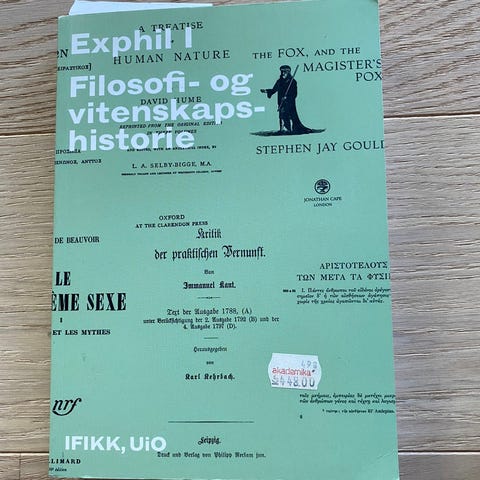 Exphil I
Filosofi- og
vitenskaps-
historie
A TREATISE
HUMAN NATURE
DAVID HUME
REPRINTED FROM THE ORIGINAL EDITION
L. A. SELBY-BIGGE, M.A.
OXFORD
AT THE CLARENDON PRESS
THE FOX, AND THE
MAGISTER'S
POX
STEPHEN JAY GOULD
JONATHAN CAPE
LONDON
DE BEAUVOIR
LE
ÈME SEXE
I
ET LES MYTHES
nrf
LIMARD
Kritik
der praktischen Vernunft.
Von
Immanuel Kant.
Text der Ausgabe 1788, (A)
unter Berücksichtigung der 2. Ausgabe 1792 (B) und der
4. Ausgabe 1797 (D).
Herausgegeben
von
Karl Kehrbach.
Leipzig.
Druck und Verlag von Philipp Reclam jun.
ΑΡΙΣΤΟΤΕΛΟΥΣ
ΤΩΝ ΜΕΤΑ ΤΑ ΦΥΣΙ
akademika
448.00
IFIKK, UiO